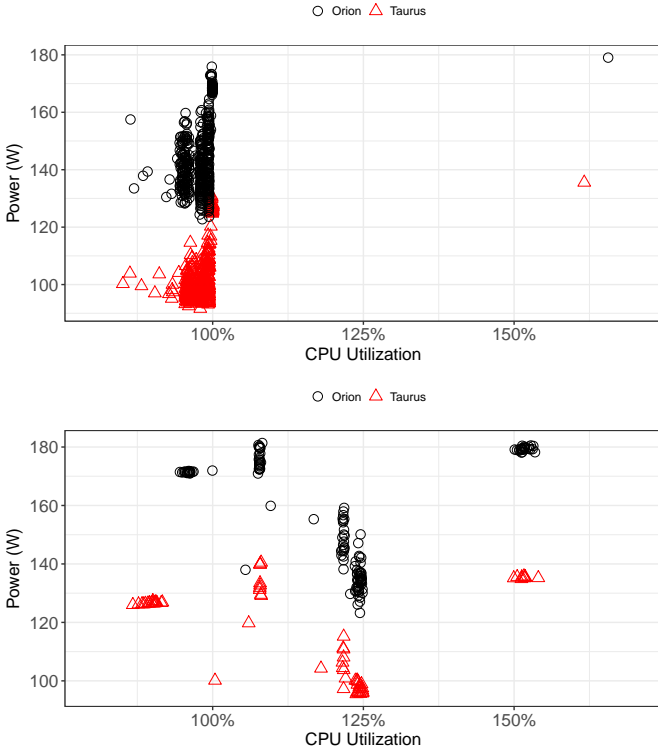 Orion Taurus
180
160
140
120
100
Power (W)
100% 125% 150%
CPU Utilization
Orion Taurus
180
160
140
120
100
Power (W)
100% 125% 150%
CPU Utilization